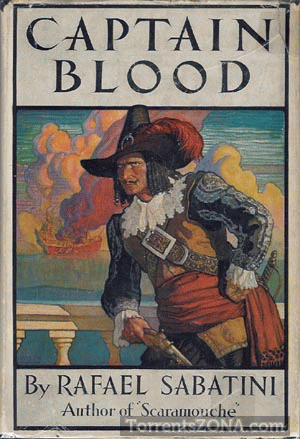 CAPTAIN
BLOOD
By RAFAEL SABATINI
Author of "Scaramouche"
TorrentsZONA.com